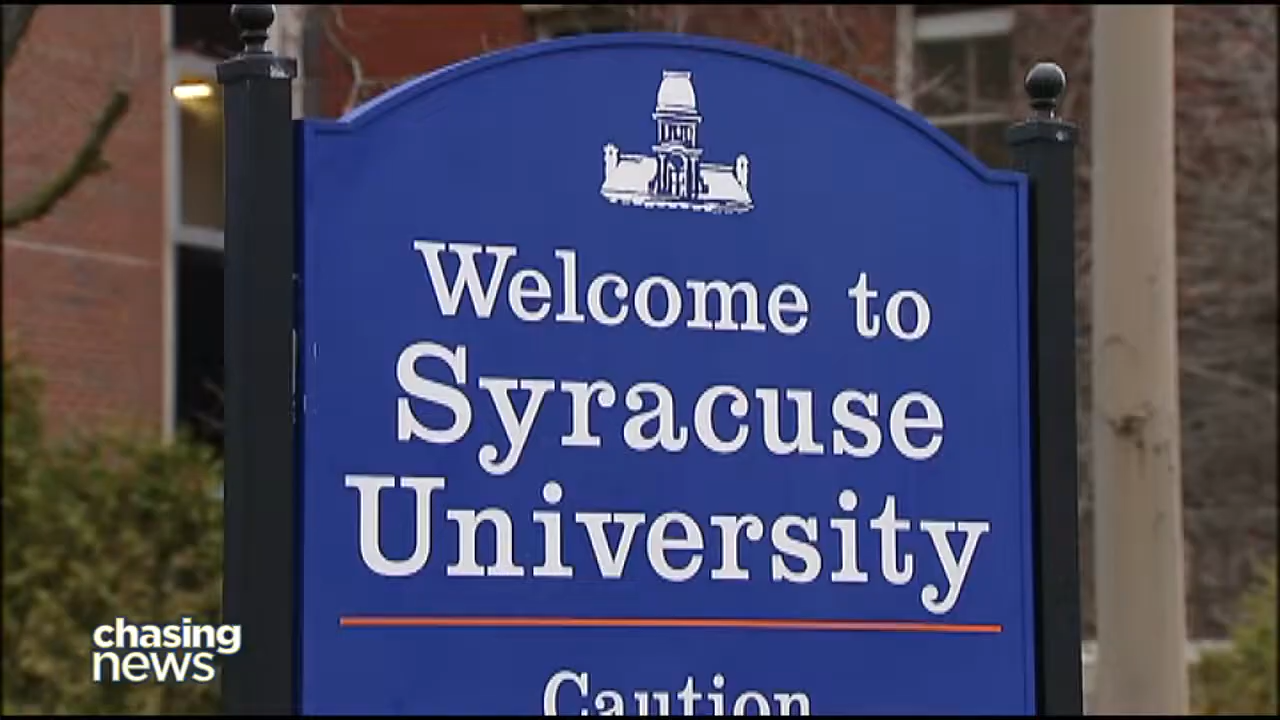 Welcome to
Syracuse
University
Caution
chasing
news